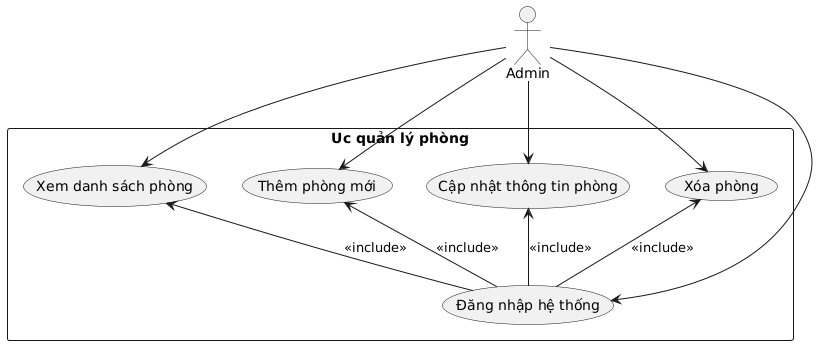 Admin
Uc quản lý phòng
Xem danh sách phòng
Thêm phòng mới
Cập nhật thông tin phòng
Xóa phòng
«include»
«include»
«include»
«include»
Đăng nhập hệ thống